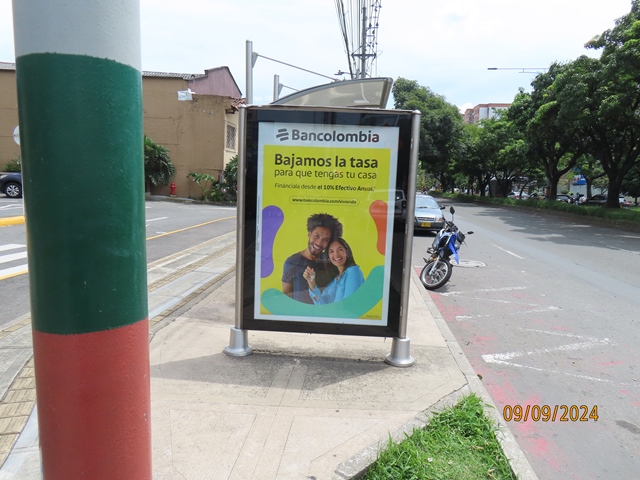 Bancolombia
Bajamos la tasa
para que tengas tu casa
Fináncíala desde el 10% Efectivo Anual.
www.bancolombia.com/vivienda
09/09/2024